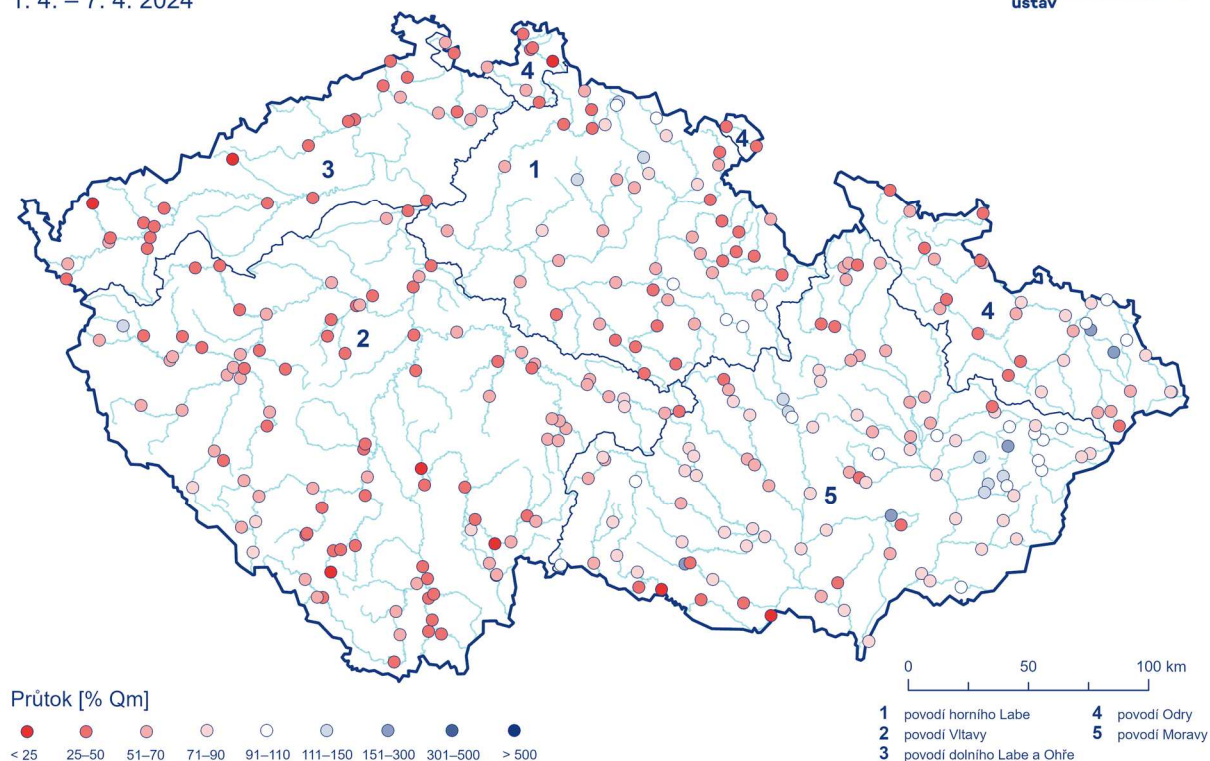 1. 4. – 7. 4. 2024
ústav
4
4
3
1
4
2
5
0 50 100 km
Průtok [% Qm]
< 25 25–50 51–70 71–90 91–110 111–150 151–300 301–500 > 500
1 povodí horního Labe
2 povodí Vltavy
3 povodí dolního Labe a Ohře
4 povodí Odry
5 povodí Moravy